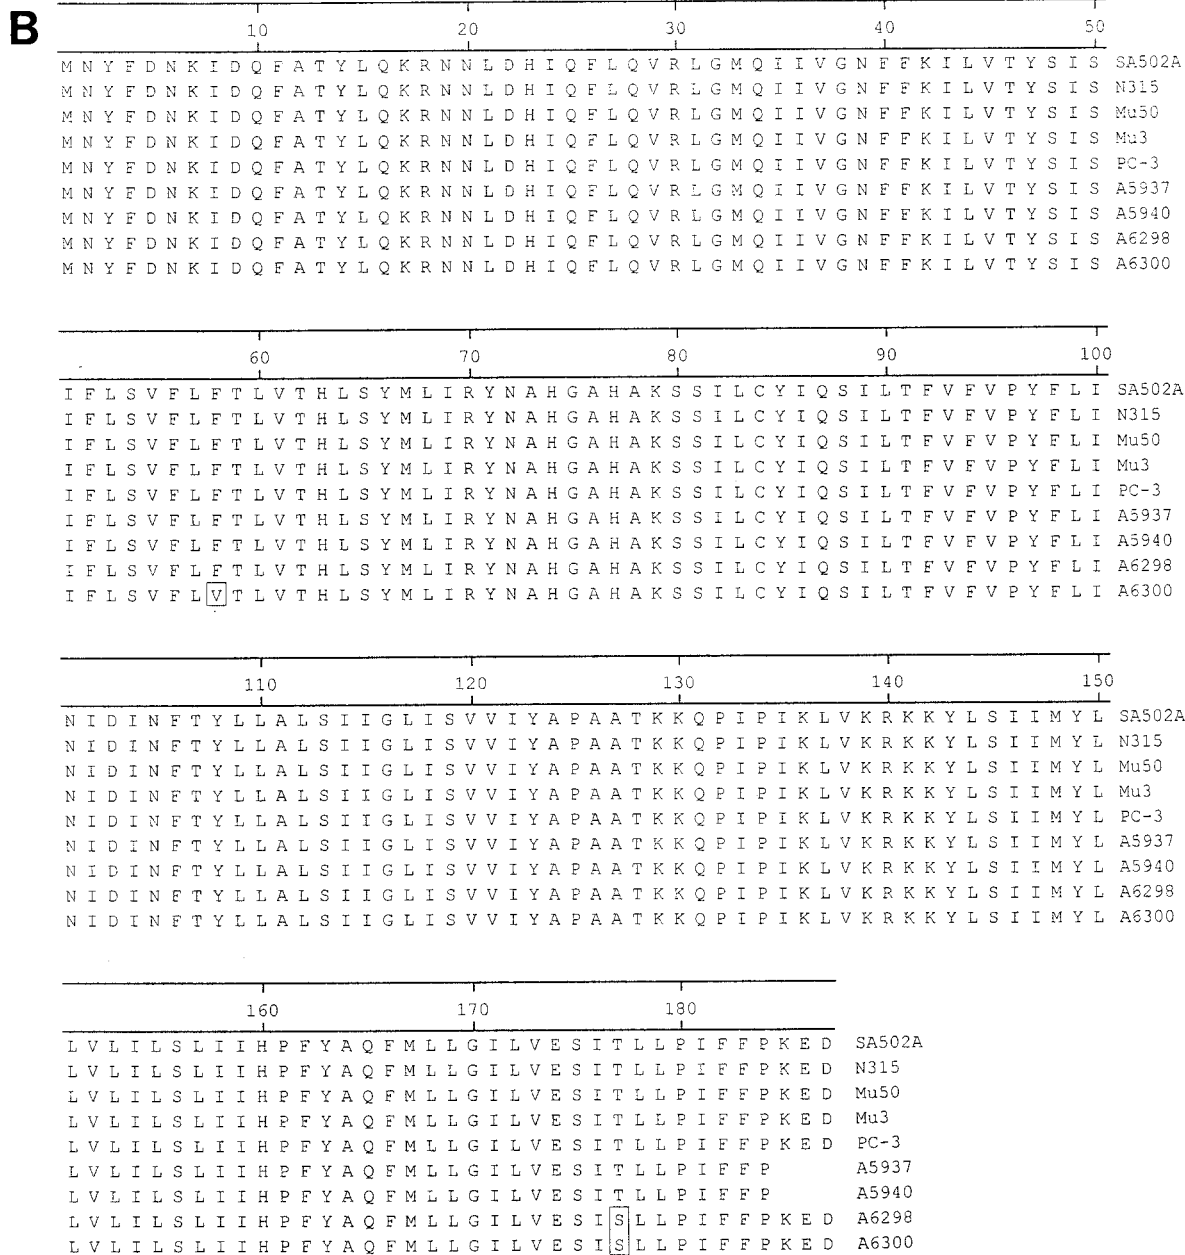 B
10 20 30 40 50
M N Y F D N K I D Q F A T Y L Q K R N N L D H I Q F L Q V R L G M Q I I V G N F F K I L V T Y S I S SA502A
M N Y F D N K I D Q F A T Y L Q K R N N L D H I Q F L Q V R L G M Q I I V G N F F K I L V T Y S I S N315
M N Y F D N K I D Q F A T Y L Q K R N N L D H I Q F L Q V R L G M Q I I V G N F F K I L V T Y S I S Mu50
M N Y F D N K I D Q F A T Y L Q K R N N L D H I Q F L Q V R L G M Q I I V G N F F K I L V T Y S I S Mu3
M N Y F D N K I D Q F A T Y L Q K R N N L D H I Q F L Q V R L G M Q I I V G N F F K I L V T Y S I S PC-3
M N Y F D N K I D Q F A T Y L Q K R N N L D H I Q F L Q V R L G M Q I I V G N F F K I L V T Y S I S A5937
M N Y F D N K I D Q F A T Y L Q K R N N L D H I Q F L Q V R L G M Q I I V G N F F K I L V T Y S I S A5940
M N Y F D N K I D Q F A T Y L Q K R N N L D H I Q F L Q V R L G M Q I I V G N F F K I L V T Y S I S A6298
M N Y F D N K I D Q F A T Y L Q K R N N L D H I Q F L Q V R L G M Q I I V G N F F K I L V T Y S I S A6300
60 70 80 90 100
I F L S V F L F T L V T H L S Y M L I R Y N A H G A H A K S S I L C Y I Q S I L T F V F V P Y F L I SA502A
I F L S V F L F T L V T H L S Y M L I R Y N A H G A H A K S S I L C Y I Q S I L T F V F V P Y F L I N315
I F L S V F L F T L V T H L S Y M L I R Y N A H G A H A K S S I L C Y I Q S I L T F V F V P Y F L I Mu50
I F L S V F L F T L V T H L S Y M L I R Y N A H G A H A K S S I L C Y I Q S I L T F V F V P Y F L I Mu3
I F L S V F L F T L V T H L S Y M L I R Y N A H G A H A K S S I L C Y I Q S I L T F V F V P Y F L I PC-3
I F L S V F L F T L V T H L S Y M L I R Y N A H G A H A K S S I L C Y I Q S I L T F V F V P Y F L I A5937
I F L S V F L F T L V T H L S Y M L I R Y N A H G A H A K S S I L C Y I Q S I L T F V F V P Y F L I A5940
I F L S V F L F T L V T H L S Y M L I R Y N A H G A H A K S S I L C Y I Q S I L T F V F V P Y F L I A6298
I F L S V F L V T L V T H L S Y M L I R Y N A H G A H A K S S I L C Y I Q S I L T F V F V P Y F L I A6300
110 120 130 140 150
N I D I N F T Y L L A L S I I G L I S V V I Y A P A A T K K Q P I P I K L V K R K K Y L S I I M Y L SA502A
N I D I N F T Y L L A L S I I G L I S V V I Y A P A A T K K Q P I P I K L V K R K K Y L S I I M Y L N315
N I D I N F T Y L L A L S I I G L I S V V I Y A P A A T K K Q P I P I K L V K R K K Y L S I I M Y L Mu50
N I D I N F T Y L L A L S I I G L I S V V I Y A P A A T K K Q P I P I K L V K R K K Y L S I I M Y L Mu3
N I D I N F T Y L L A L S I I G L I S V V I Y A P A A T K K Q P I P I K L V K R K K Y L S I I M Y L PC-3
N I D I N F T Y L L A L S I I G L I S V V I Y A P A A T K K Q P I P I K L V K R K K Y L S I I M Y L A5937
N I D I N F T Y L L A L S I I G L I S V V I Y A P A A T K K Q P I P I K L V K R K K Y L S I I M Y L A5940
N I D I N F T Y L L A L S I I G L I S V V I Y A P A A T K K Q P I P I K L V K R K K Y L S I I M Y L A6298
N I D I N F T Y L L A L S I I G L I S V V I Y A P A A T K K Q P I P I K L V K R K K Y L S I I M Y L A6300
160 170 180
L V L I L S L I I H P F Y A Q F M L L G I L V E S I T L L P I F F P K E D SA502A
L V L I L S L I I H P F Y A Q F M L L G I L V E S I T L L P I F F P K E D N315
L V L I L S L I I H P F Y A Q F M L L G I L V E S I T L L P I F F P K E D Mu50
L V L I L S L I I H P F Y A Q F M L L G I L V E S I T L L P I F F P K E D Mu3
L V L I L S L I I H P F Y A Q F M L L G I L V E S I T L L P I F F P K E D PC-3
L V L I L S L I I H P F Y A Q F M L L G I L V E S I T L L P I F F P A5937
L V L I L S L I I H P F Y A Q F M L L G I L V E S I T L L P I F F P A5940
L V L I L S L I I H P F Y A Q F M L L G I L V E S I S L L P I F F P K E D A6298
L V L I L S L I I H P F Y A Q F M L L G I L V E S I S L L P I F F P K E D A6300